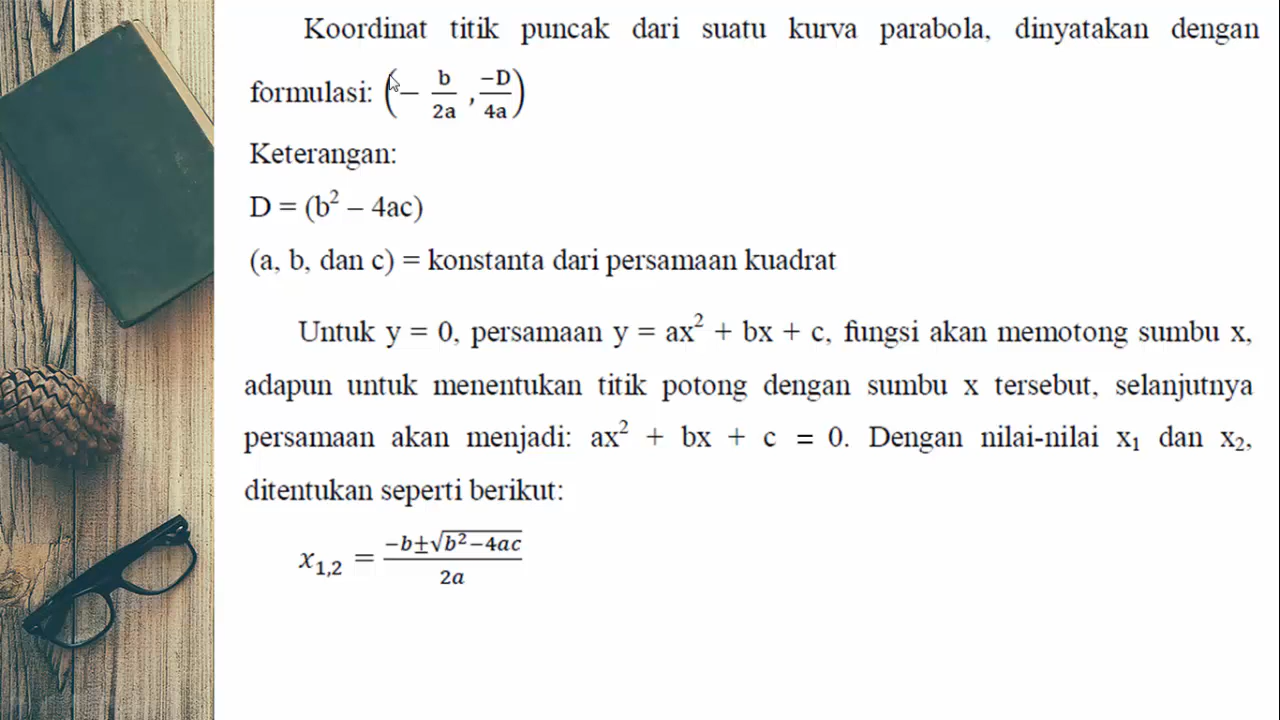 Koordinat titik puncak dari suatu kurva parabola, dinyatakan dengan
formulasi: (− b/2a , −D/4a)
Keterangan:
D = (b² – 4ac)
(a, b, dan c) = konstanta dari persamaan kuadrat
Untuk y = 0, persamaan y = ax² + bx + c, fungsi akan memotong sumbu x,
adapun untuk menentukan titik potong dengan sumbu x tersebut, selanjutnya
persamaan akan menjadi: ax² + bx + c = 0. Dengan nilai-nilai x₁ dan x₂,
ditentukan seperti berikut:
x₁,₂ = (−b±√(b²−4ac))/2a